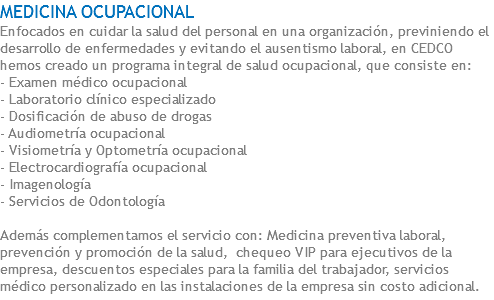 MEDICINA OCUPACIONAL
Enfocados en cuidar la salud del personal en una organización, previniendo el
desarrollo de enfermedades y evitando el ausentismo laboral, en CEDCO
hemos creado un programa integral de salud ocupacional, que consiste en:
- Examen médico ocupacional
- Laboratorio clínico especializado
- Dosificación de abuso de drogas
- Audiometría ocupacional
- Visiometría y Optometría ocupacional
- Electrocardiografía ocupacional
- Imagenología
- Servicios de Odontología
Además complementamos el servicio con: Medicina preventiva laboral,
prevención y promoción de la salud,  chequeo VIP para ejecutivos de la
empresa, descuentos especiales para la familia del trabajador, servicios
médico personalizado en las instalaciones de la empresa sin costo adicional.